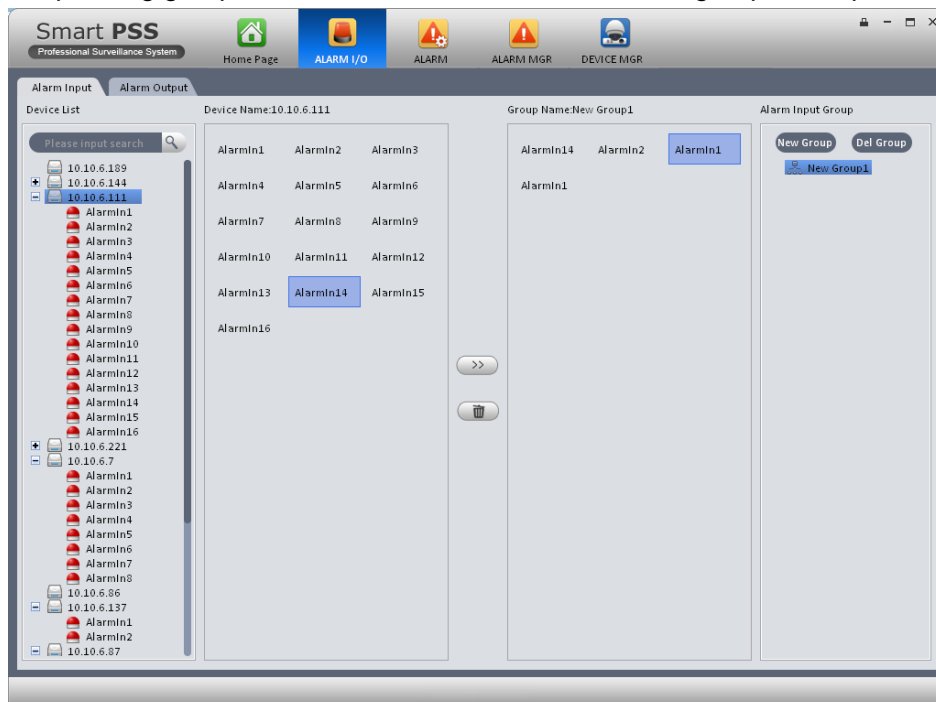 Smart PSS
Professional Surveillance System
Home Page
ALARM I/O
ALARM
ALARM MGR
DEVICE MGR
Alarm Input
Alarm Output
Device List
Device Name:10.10.6.111
Group Name:New Group1
Alarm Input Group
Please input search
10.10.6.189
10.10.6.144
10.10.6.111
AlarmIn1
AlarmIn2
AlarmIn3
AlarmIn4
AlarmIn5
AlarmIn6
AlarmIn7
AlarmIn8
AlarmIn9
AlarmIn10
AlarmIn11
AlarmIn12
AlarmIn13
AlarmIn14
AlarmIn15
AlarmIn16
10.10.6.221
10.10.6.7
AlarmIn1
AlarmIn2
AlarmIn3
AlarmIn4
AlarmIn5
AlarmIn6
AlarmIn7
AlarmIn8
10.10.6.86
10.10.6.137
AlarmIn1
AlarmIn2
10.10.6.87
AlarmIn1 AlarmIn2 AlarmIn3
AlarmIn4 AlarmIn5 AlarmIn6
AlarmIn7 AlarmIn8 AlarmIn9
AlarmIn10 AlarmIn11 AlarmIn12
AlarmIn13 AlarmIn14 AlarmIn15
AlarmIn16
>>
AlarmIn14 AlarmIn2 AlarmIn1
AlarmIn1
New Group
Del Group
New Group1